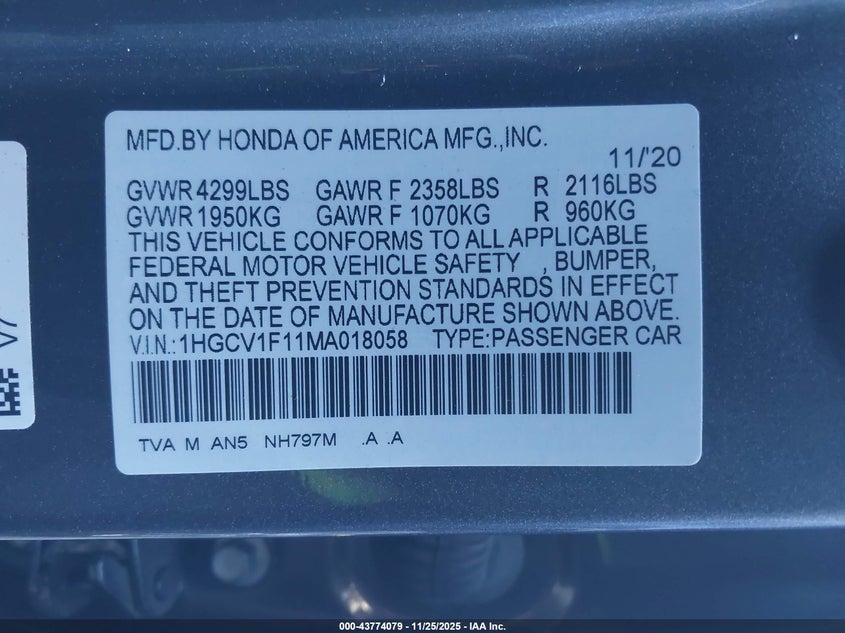 MFD.BY HONDA OF AMERICA MFG.,INC.
11/'20
GVWR 4299LBS GAWR F 2358LBS R 2116LBS
GVWR 1950KG GAWR F 1070KG R 960KG
THIS VEHICLE CONFORMS TO ALL APPLICABLE
FEDERAL MOTOR VEHICLE SAFETY , BUMPER,
AND THEFT PREVENTION STANDARDS IN EFFECT
ON THE DATE OF MANUFACTURE SHOWN ABOVE.
V.I.N.:1HGCV1F11MA018058 TYPE:PASSENGER CAR
TVA M AN5 NH797M .A .A
000-43774079 - 11/25/2025 - IAA Inc.